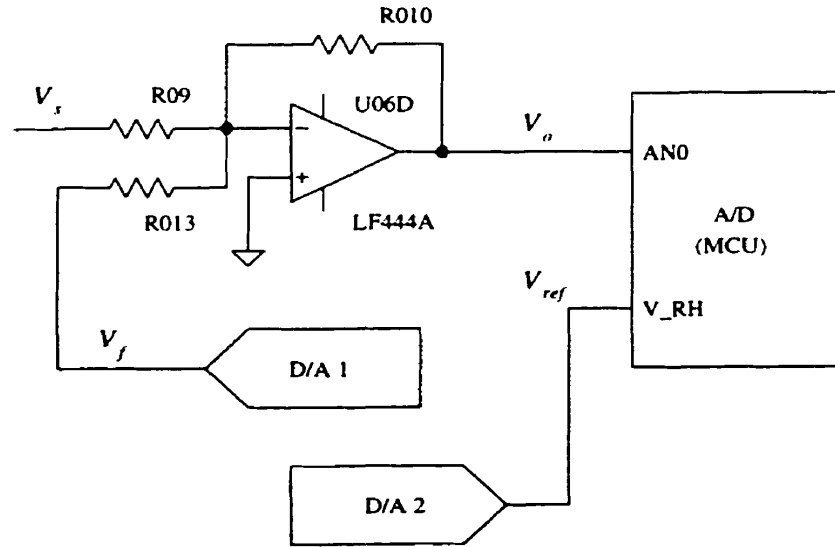 R010
V_s
R09
U06D
V_o
AN0
R013
LF444A
A/D
(MCU)
V_ref
V_RH
V_f
D/A 1
D/A 2
−
+